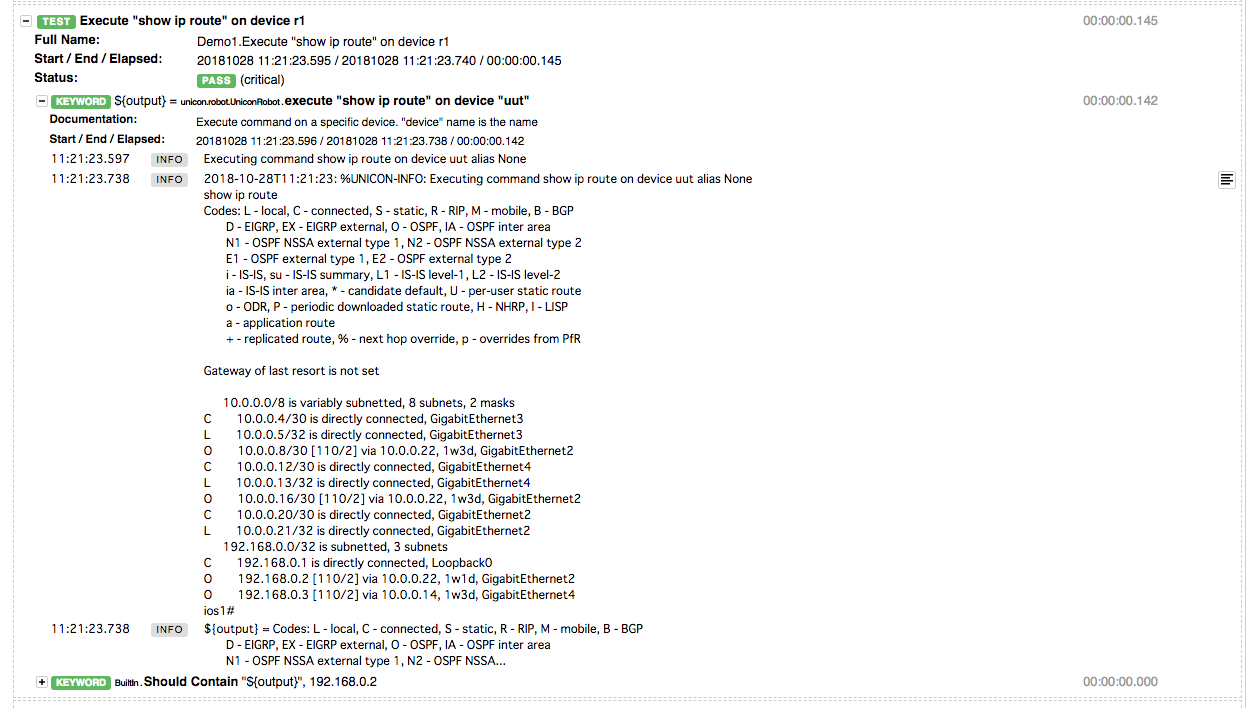 TEST Execute "show ip route" on device r1 00:00:00.145
Full Name: Demo1.Execute "show ip route" on device r1
Start / End / Elapsed: 20181028 11:21:23.595 / 20181028 11:21:23.740 / 00:00:00.145
Status: PASS (critical)
KEYWORD ${output} = unicon.robot.UniconRobot.execute "show ip route" on device "uut" 00:00:00.142
Documentation: Execute command on a specific device. "device" name is the name
Start / End / Elapsed: 20181028 11:21:23.596 / 20181028 11:21:23.738 / 00:00:00.142
11:21:23.597 INFO Executing command show ip route on device uut alias None
11:21:23.738 INFO 2018-10-28T11:21:23: %UNICON-INFO: Executing command show ip route on device uut alias None
show ip route
Codes: L - local, C - connected, S - static, R - RIP, M - mobile, B - BGP
D - EIGRP, EX - EIGRP external, O - OSPF, IA - OSPF inter area
N1 - OSPF NSSA external type 1, N2 - OSPF NSSA external type 2
E1 - OSPF external type 1, E2 - OSPF external type 2
i - IS-IS, su - IS-IS summary, L1 - IS-IS level-1, L2 - IS-IS level-2
ia - IS-IS inter area, * - candidate default, U - per-user static route
o - ODR, P - periodic downloaded static route, H - NHRP, l - LISP
a - application route
+ - replicated route, % - next hop override, p - overrides from PfR
Gateway of last resort is not set
10.0.0.0/8 is variably subnetted, 8 subnets, 2 masks
C 10.0.0.4/30 is directly connected, GigabitEthernet3
L 10.0.0.5/32 is directly connected, GigabitEthernet3
O 10.0.0.8/30 [110/2] via 10.0.0.22, 1w3d, GigabitEthernet2
C 10.0.0.12/30 is directly connected, GigabitEthernet4
L 10.0.0.13/32 is directly connected, GigabitEthernet4
O 10.0.0.16/30 [110/2] via 10.0.0.22, 1w3d, GigabitEthernet2
C 10.0.0.20/30 is directly connected, GigabitEthernet2
L 10.0.0.21/32 is directly connected, GigabitEthernet2
192.168.0.0/32 is subnetted, 3 subnets
C 192.168.0.1 is directly connected, Loopback0
O 192.168.0.2 [110/2] via 10.0.0.22, 1w1d, GigabitEthernet2
O 192.168.0.3 [110/2] via 10.0.0.14, 1w3d, GigabitEthernet4
ios1#
11:21:23.738 INFO ${output} = Codes: L - local, C - connected, S - static, R - RIP, M - mobile, B - BGP
D - EIGRP, EX - EIGRP external, O - OSPF, IA - OSPF inter area
N1 - OSPF NSSA external type 1, N2 - OSPF NSSA...
KEYWORD BuiltIn.Should Contain "${output}", 192.168.0.2 00:00:00.000